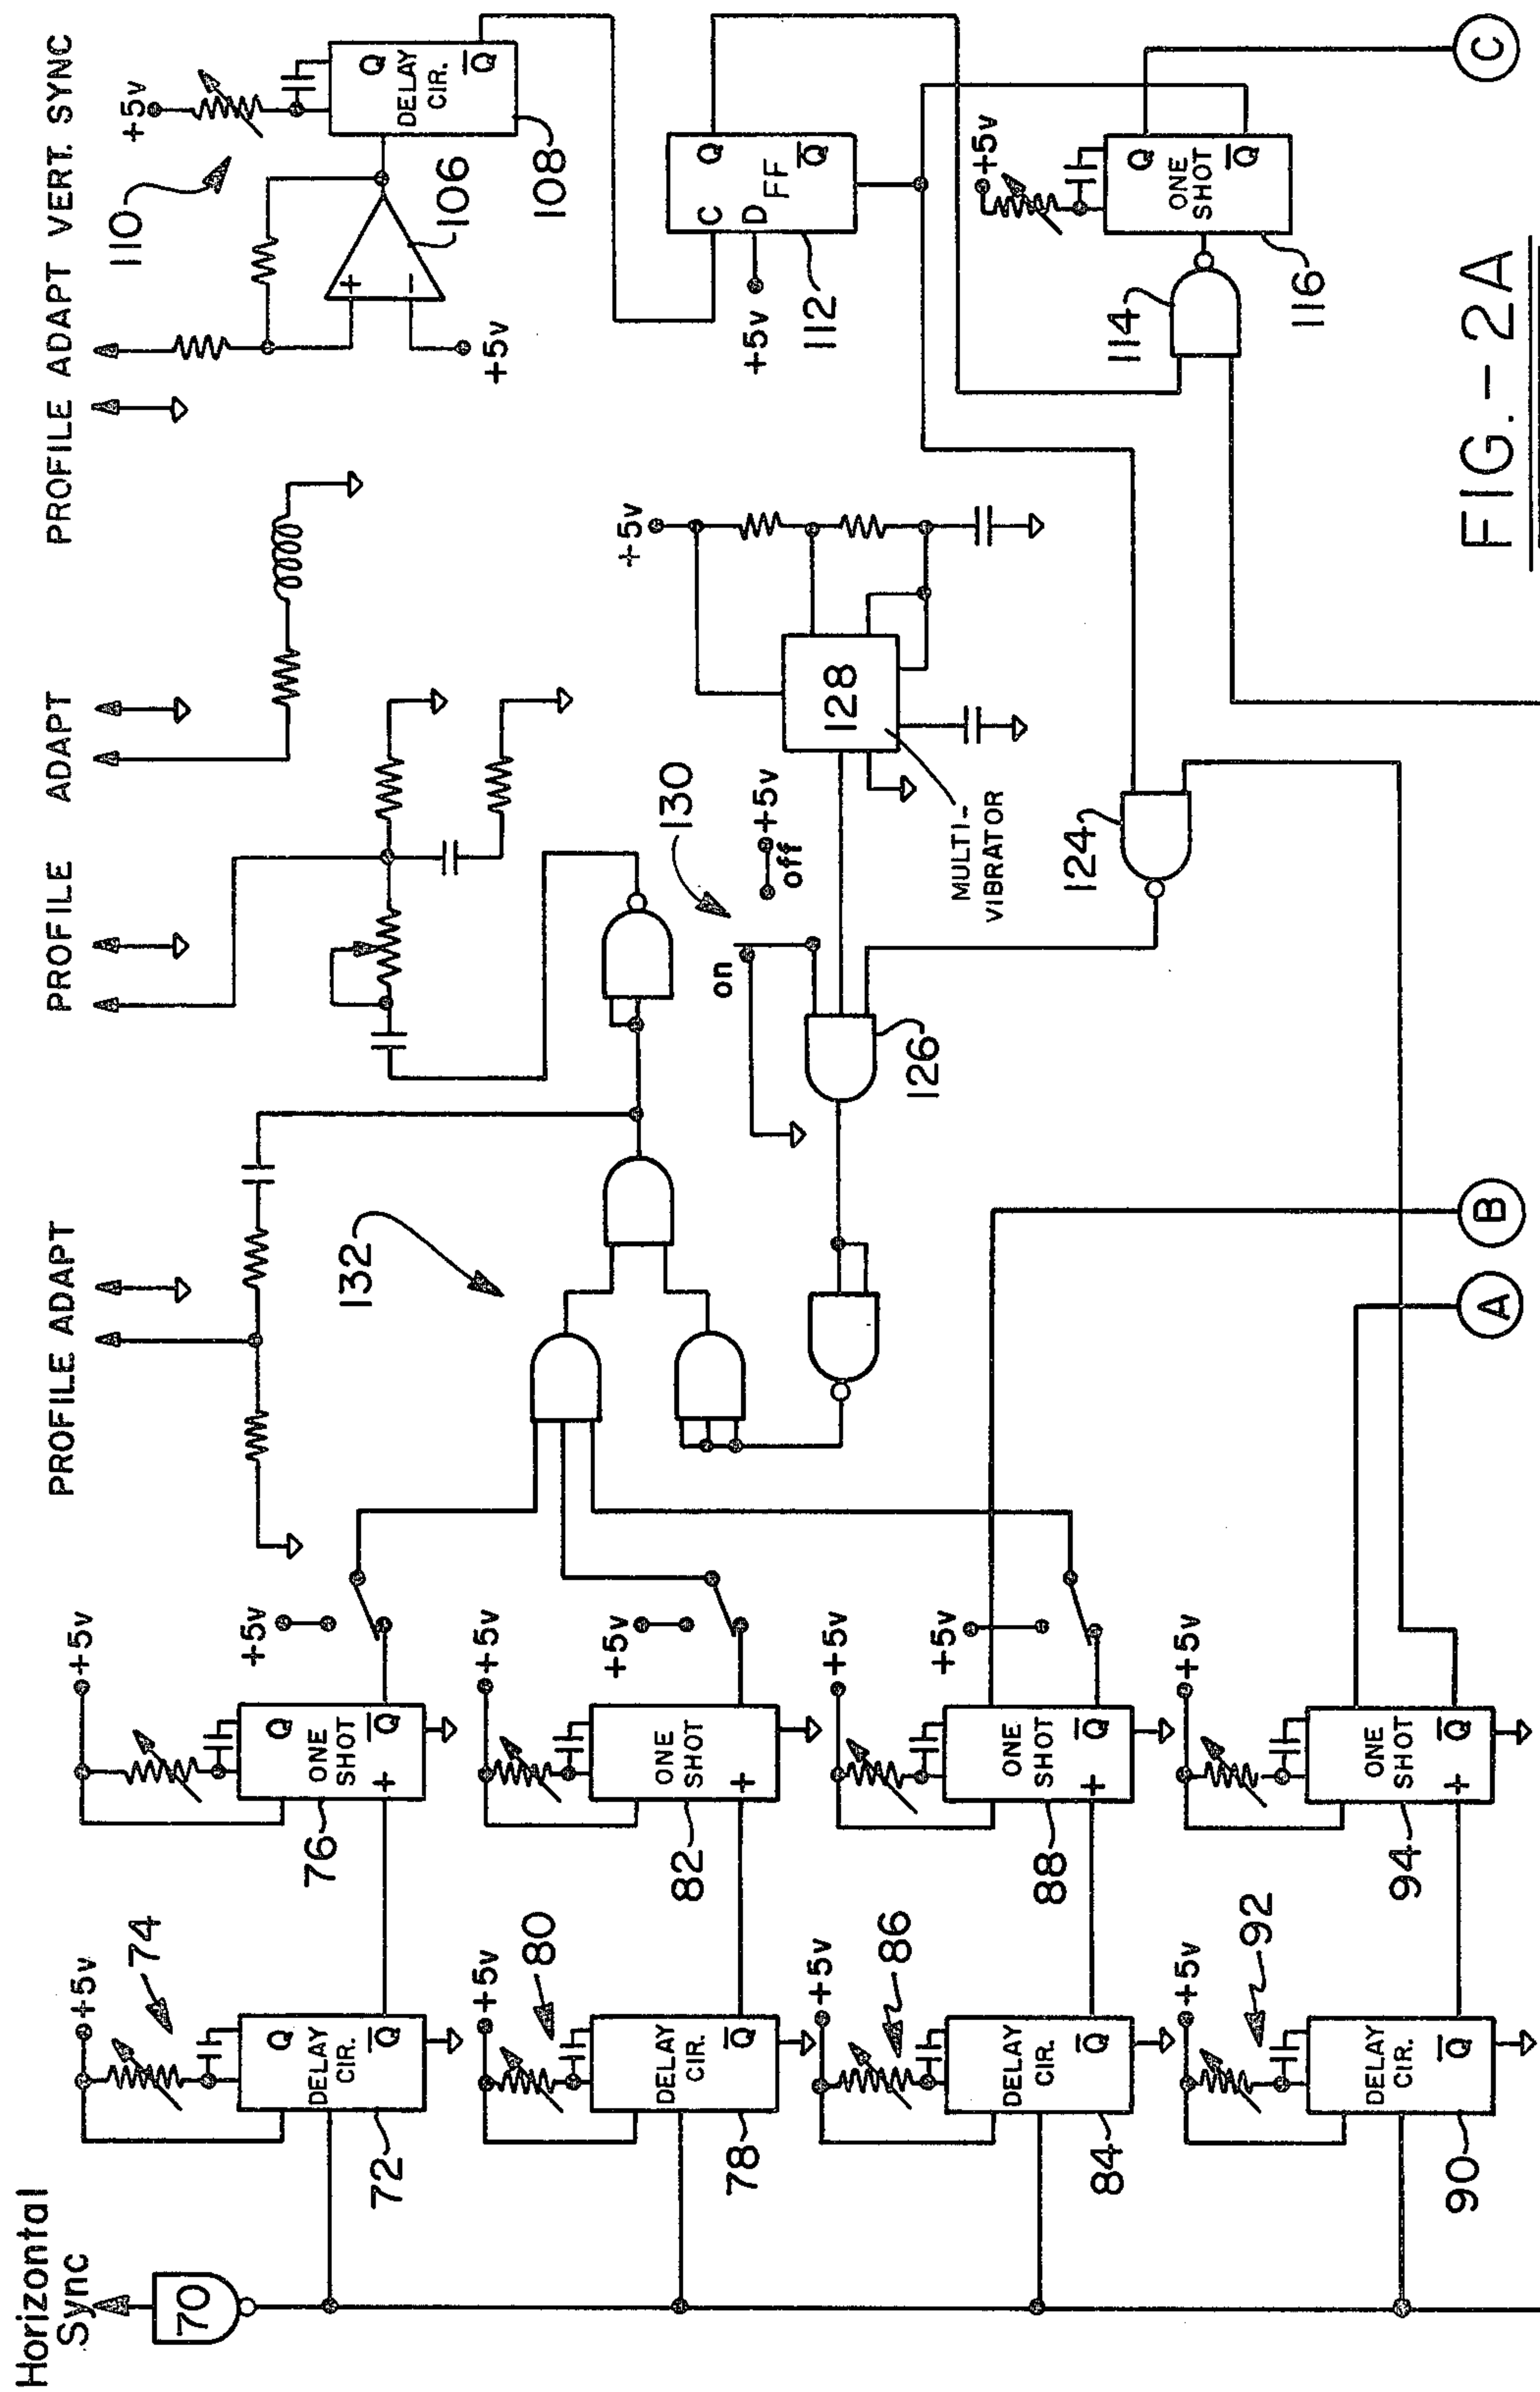 Horizontal
Sync
PROFILE ADAPT
PROFILE ADAPT
PROFILE ADAPT VERT. SYNC
70
+5v
74
Q
DELAY
CIR.
Q̅
72
+5v
+5v
Q
ONE
SHOT
+ Q̅
76
+5v
80
DELAY
CIR.
Q̅
78
+5v
+5v
ONE
SHOT
+
82
+5v
86
DELAY
CIR.
Q̅
84
+5v
+5v
ONE
SHOT
+ Q̅
88
+5v
92
DELAY
CIR.
Q̅
90
+5v
ONE
SHOT
+ Q̅
94
132
130
on
off
+5v
126
+5v
128
MULTI-
VIBRATOR
124
110
+5v
Q
DELAY
CIR.
Q̅
108
+
-
106
+5v
C Q
D FF
Q̅
+5v
112
114
+5v
Q
ONE
SHOT
Q̅
116
A
B
C
FIG.-2A